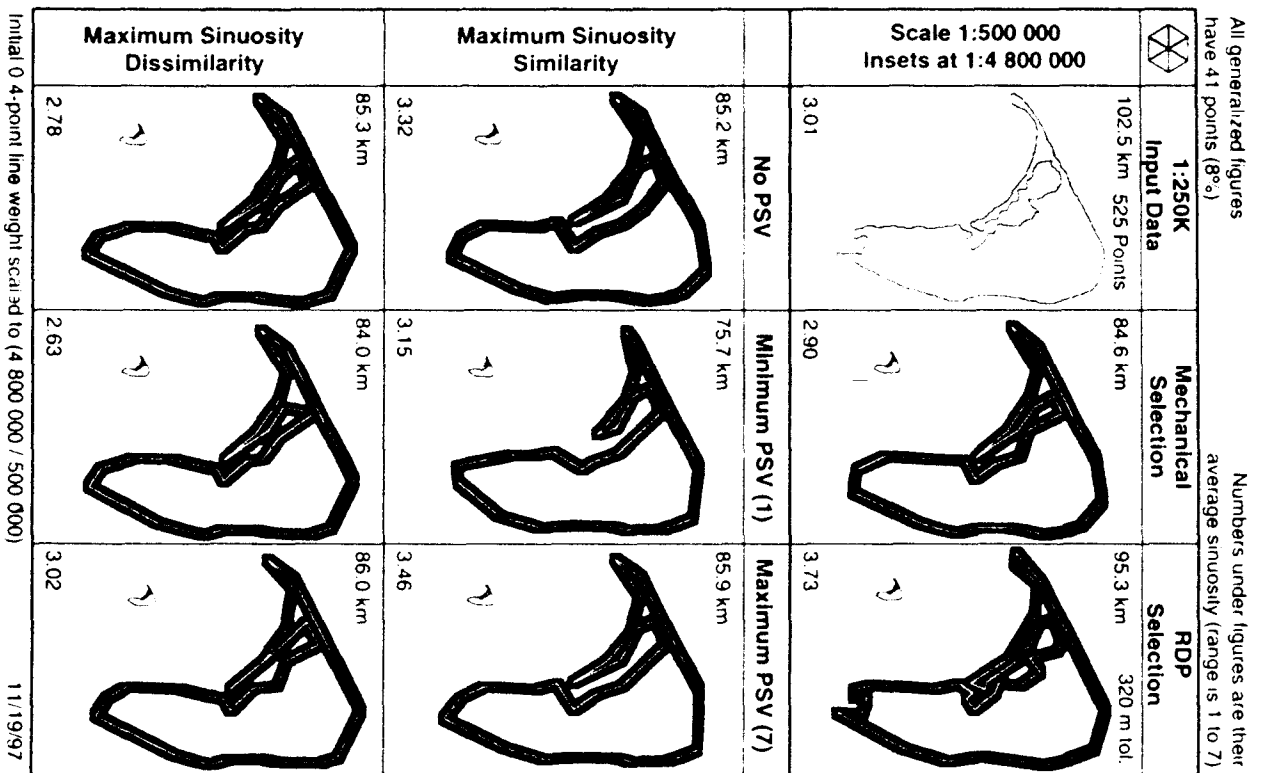 All generalized figures
have 41 points (8%)
Numbers under figures are their
average sinuosity (range is 1 to 7)
Scale 1:500 000
Insets at 1:4 800 000
1:250K
Input Data
Mechanical
Selection
RDP
Selection
102.5 km 525 Points
3.01
84.6 km
2.90
95.3 km 320 m tol.
3.73
No PSV
Minimum PSV (1)
Maximum PSV (7)
Maximum Sinuosity
Similarity
85.2 km
3.32
75.7 km
3.15
85.9 km
3.46
Maximum Sinuosity
Dissimilarity
85.3 km
2.78
84.0 km
2.63
86.0 km
3.02
Initial 0 4-point line weight scaled to (4 800 000 / 500 000)
11/19/97